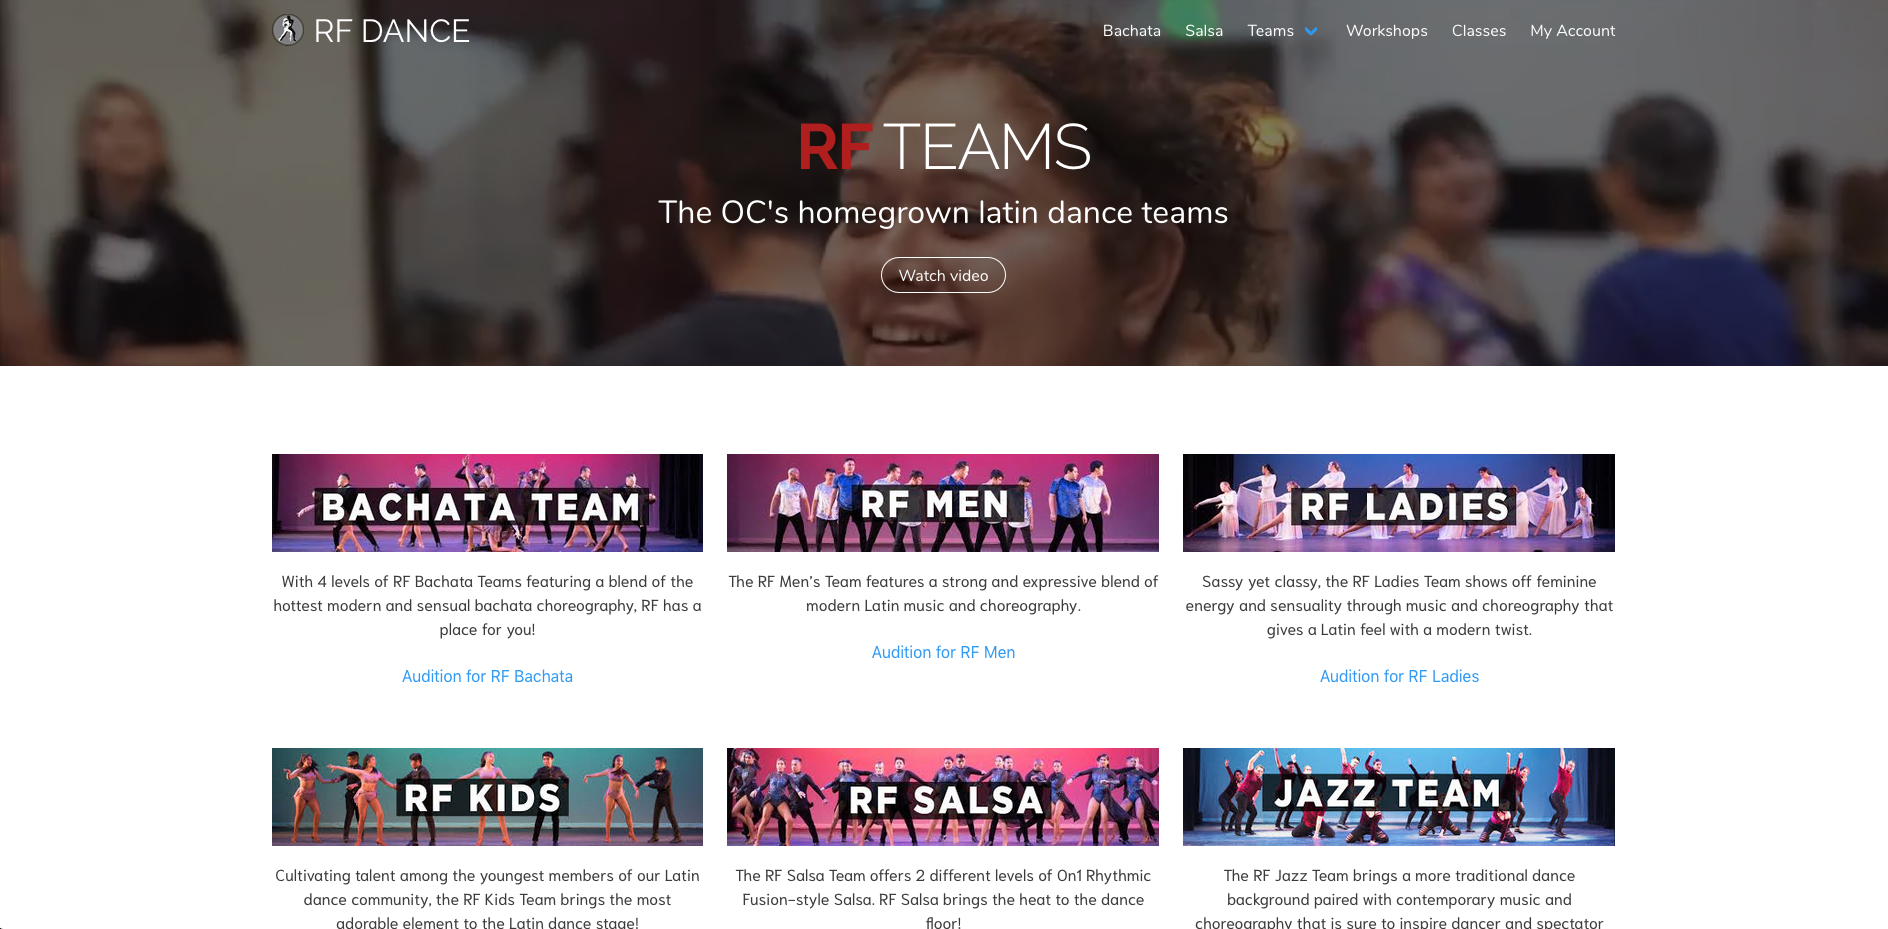 RF DANCE
Bachata Salsa Teams Workshops Classes My Account
RF TEAMS
The OC's homegrown latin dance teams
Watch video
BACHATA TEAM
With 4 levels of RF Bachata Teams featuring a blend of the
hottest modern and sensual bachata choreography, RF has a
place for you!
Audition for RF Bachata
RF MEN
The RF Men’s Team features a strong and expressive blend of
modern Latin music and choreography.
Audition for RF Men
RF LADIES
Sassy yet classy, the RF Ladies Team shows off feminine
energy and sensuality through music and choreography that
gives a Latin feel with a modern twist.
Audition for RF Ladies
RF KIDS
Cultivating talent among the youngest members of our Latin
dance community, the RF Kids Team brings the most
adorable element to the Latin dance stage!
RF SALSA
The RF Salsa Team offers 2 different levels of On1 Rhythmic
Fusion-style Salsa. RF Salsa brings the heat to the dance
floor!
JAZZ TEAM
The RF Jazz Team brings a more traditional dance
background paired with contemporary music and
choreography that is sure to inspire dancer and spectator